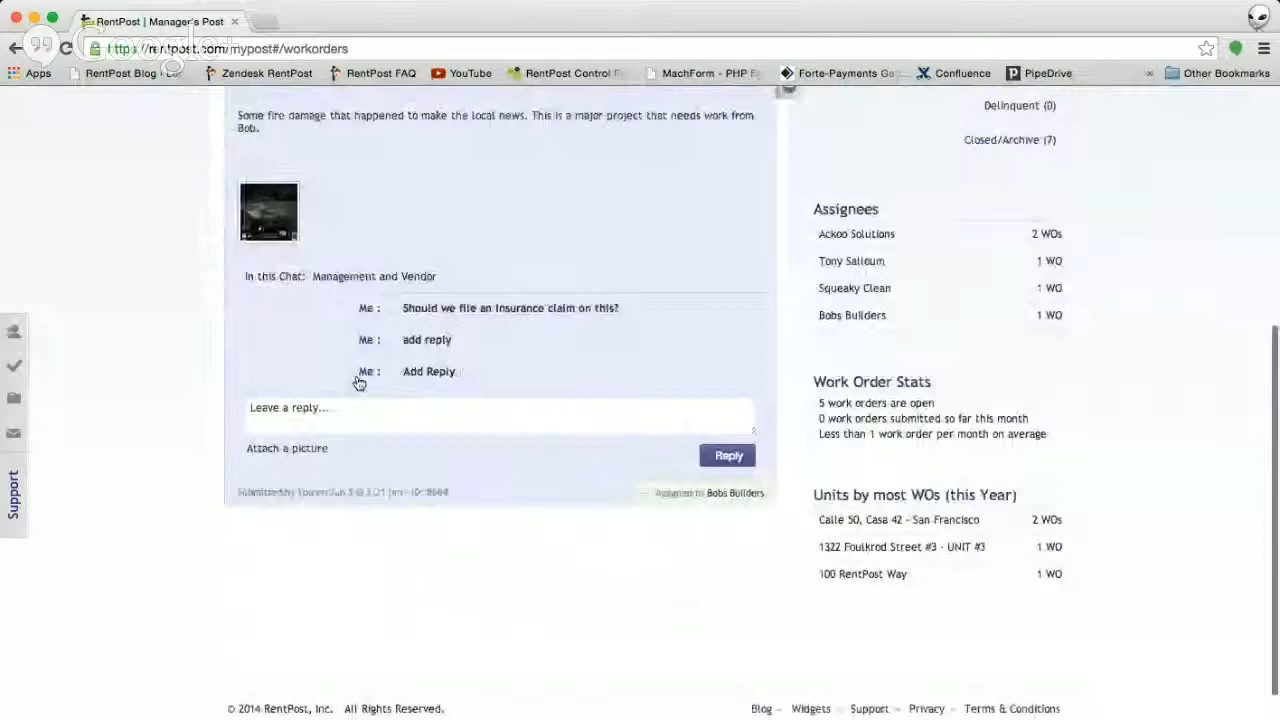 RentPost | Manager's Post
Google+
https://rentpost.com/mypost#/workorders
Apps
RentPost Blog
Zendesk RentPost
RentPost FAQ
YouTube
RentPost Control
MachForm - PHP
Forte-Payments
Confluence
PipeDrive
»
Other Bookmarks
Some fire damage that happened to make the local news. This is a major project that needs work from
Bob.
In this Chat: Management and Vendor
Me : Should we file an insurance claim on this?
Me : add reply
Me : Add Reply
Leave a reply...
Attach a picture
Reply
Assigned to Bobs Builders
Delinquent (0)
Closed/Archive (7)
Assignees
Ackoo Solutions 2 WOs
Tony Salloum 1 WO
Squeaky Clean 1 WO
Bobs Builders 1 WO
Work Order Stats
5 work orders are open
0 work orders submitted so far this month
Less than 1 work order per month on average
Units by most WOs (this Year)
Calle 50, Casa 42 - San Francisco 2 WOs
1322 Foulkrod Street #3 - UNIT #3 1 WO
100 RentPost Way 1 WO
Support
© 2014 RentPost, Inc. All Rights Reserved.
Blog Widgets Support Privacy Terms & Conditions